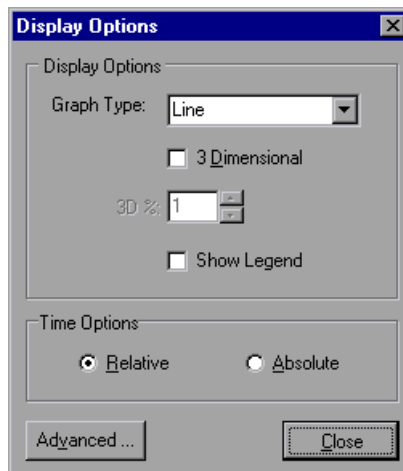 Display Options
Display Options
Graph Type: Line
3 Dimensional
3D %: 1
Show Legend
Time Options
Relative Absolute
Advanced ... Close